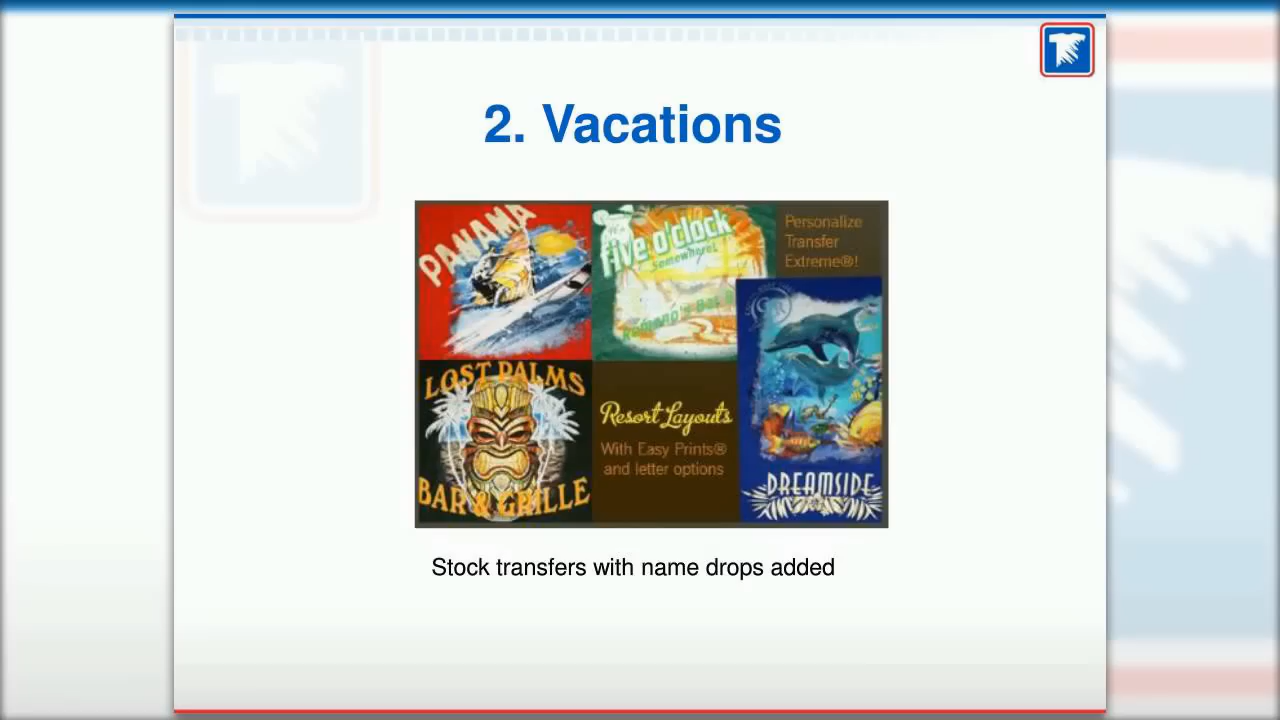 2. Vacations
PANAMA
five o'clock
Somewhere!
Personalize
Transfer
Extreme®!
LOST PALMS
BAR & GRILLE
Resort Layouts
With Easy Prints®
and letter options
DREAMSIDE
Stock transfers with name drops added